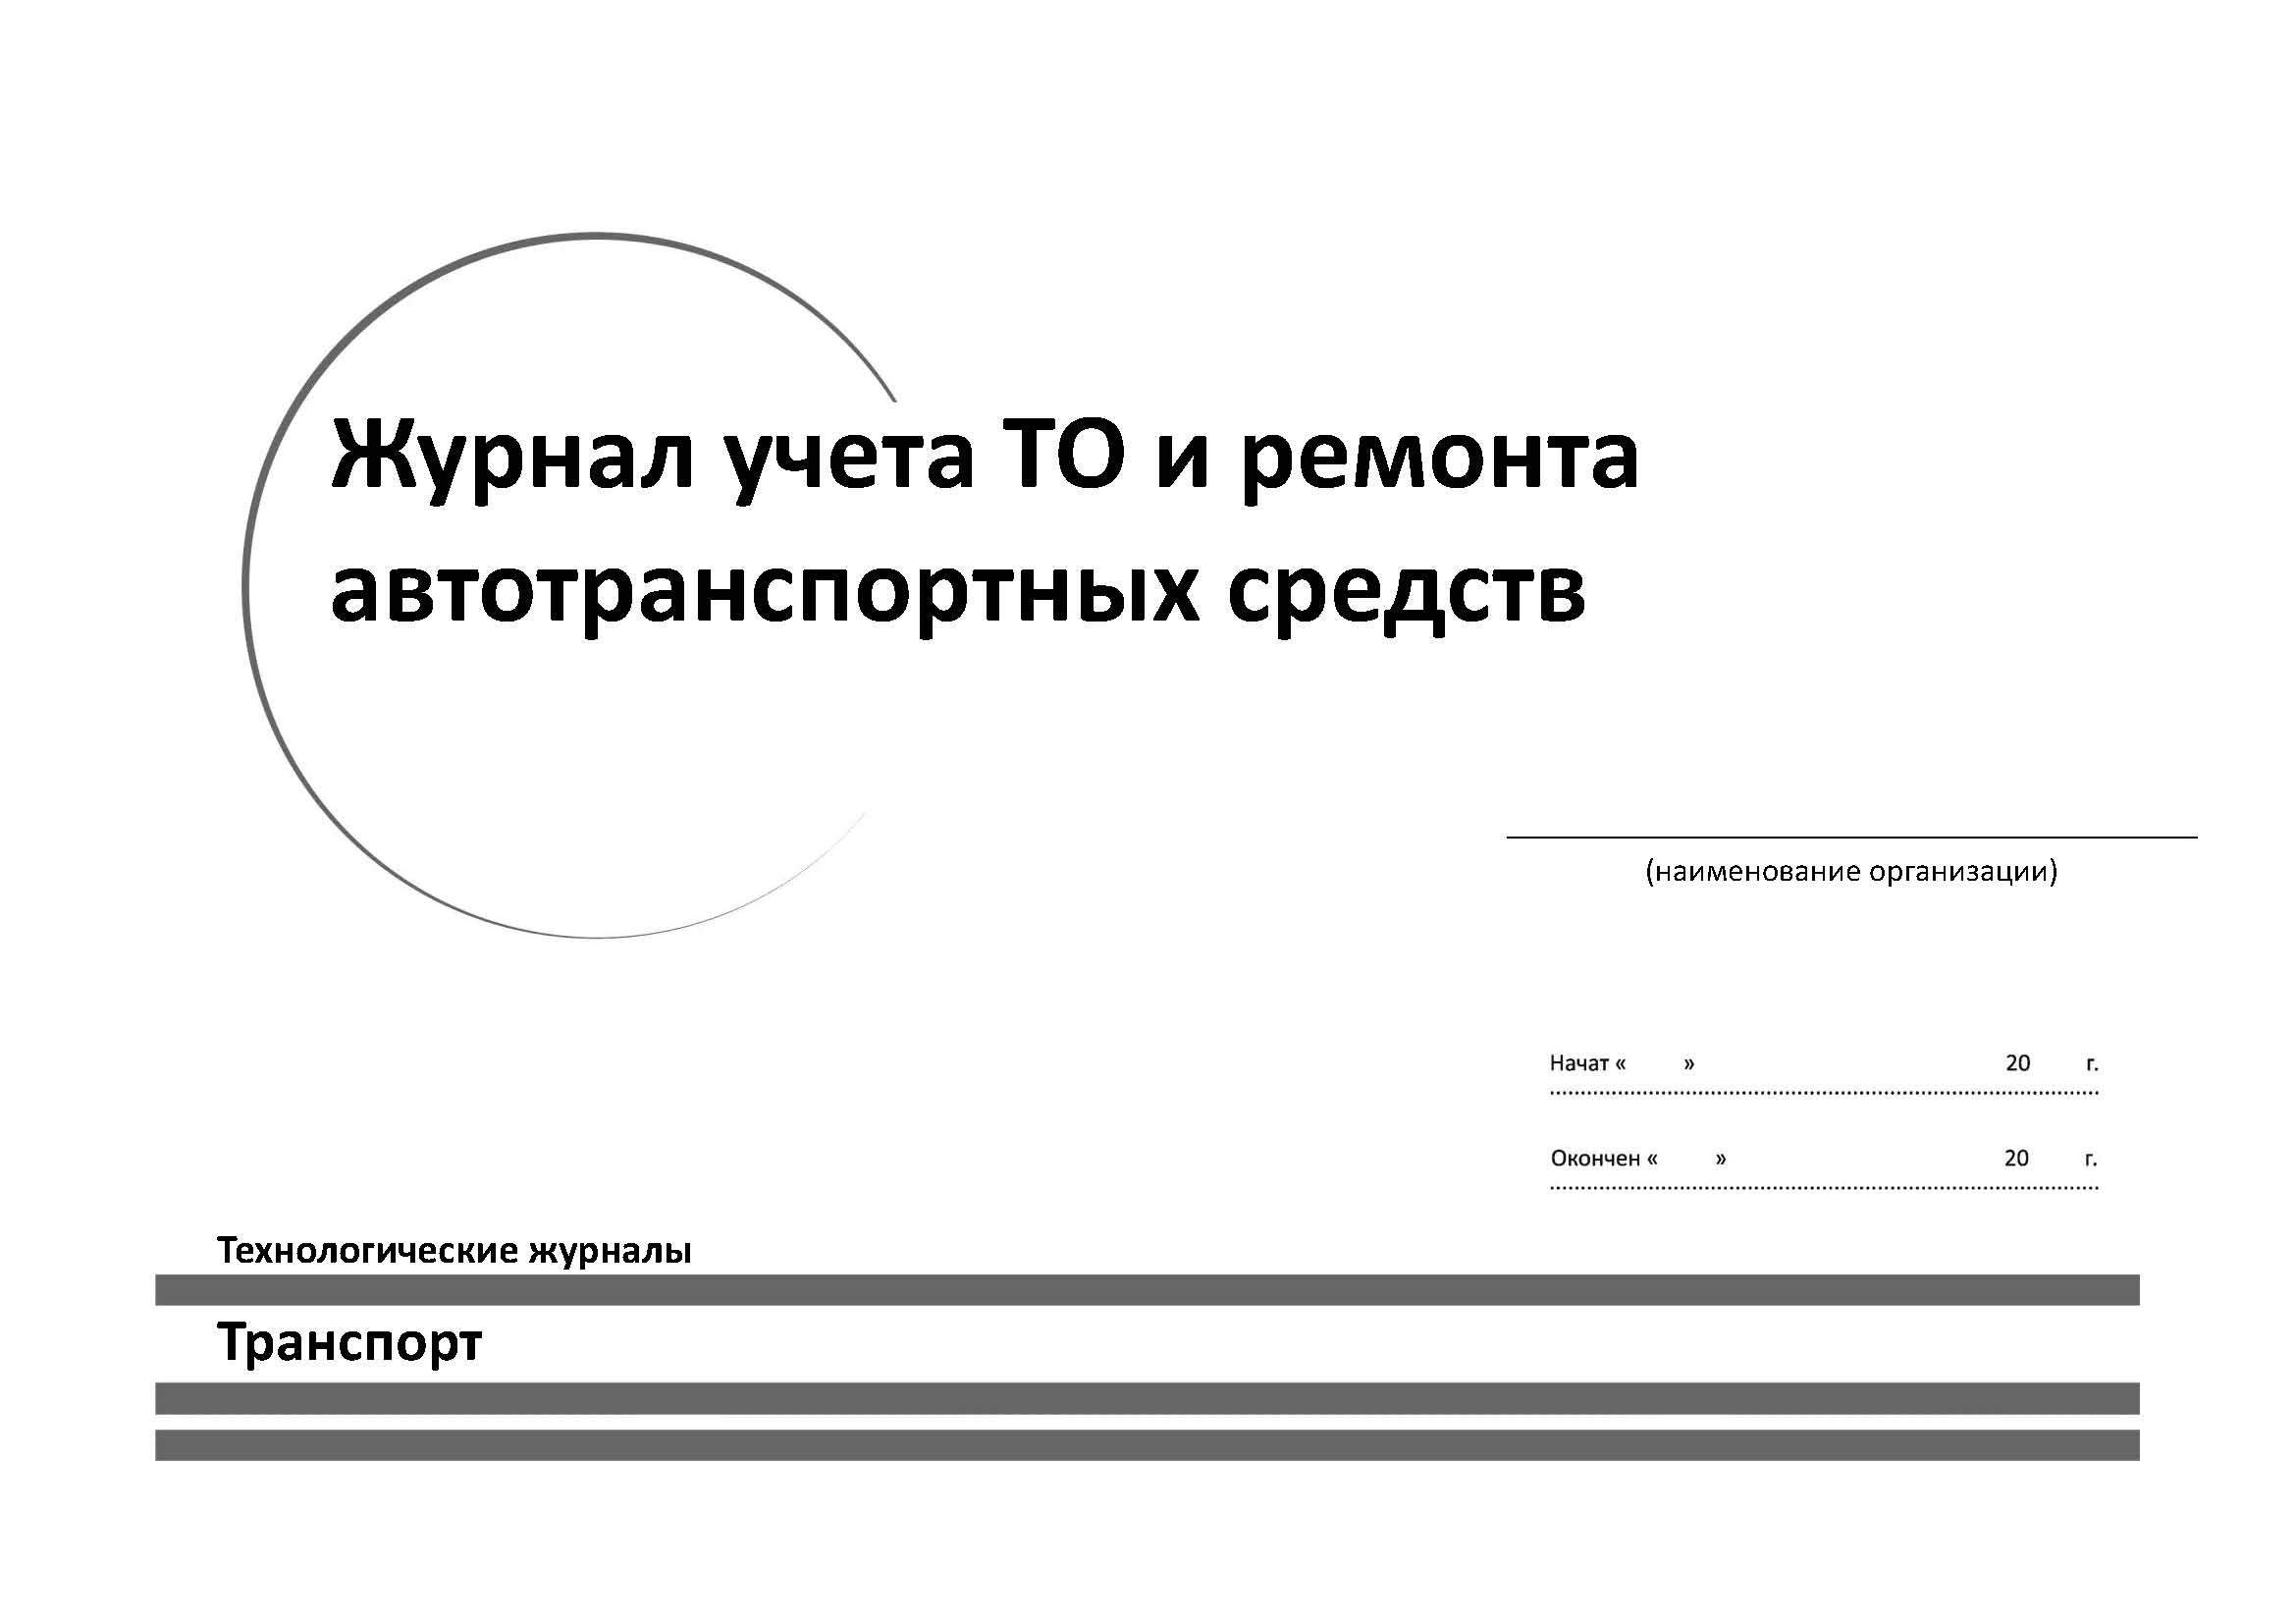 Журнал учета ТО и ремонта
автотранспортных средств
(наименование организации)
Начат « » 20 г.
Окончен « » 20 г.
Технологические журналы
Транспорт